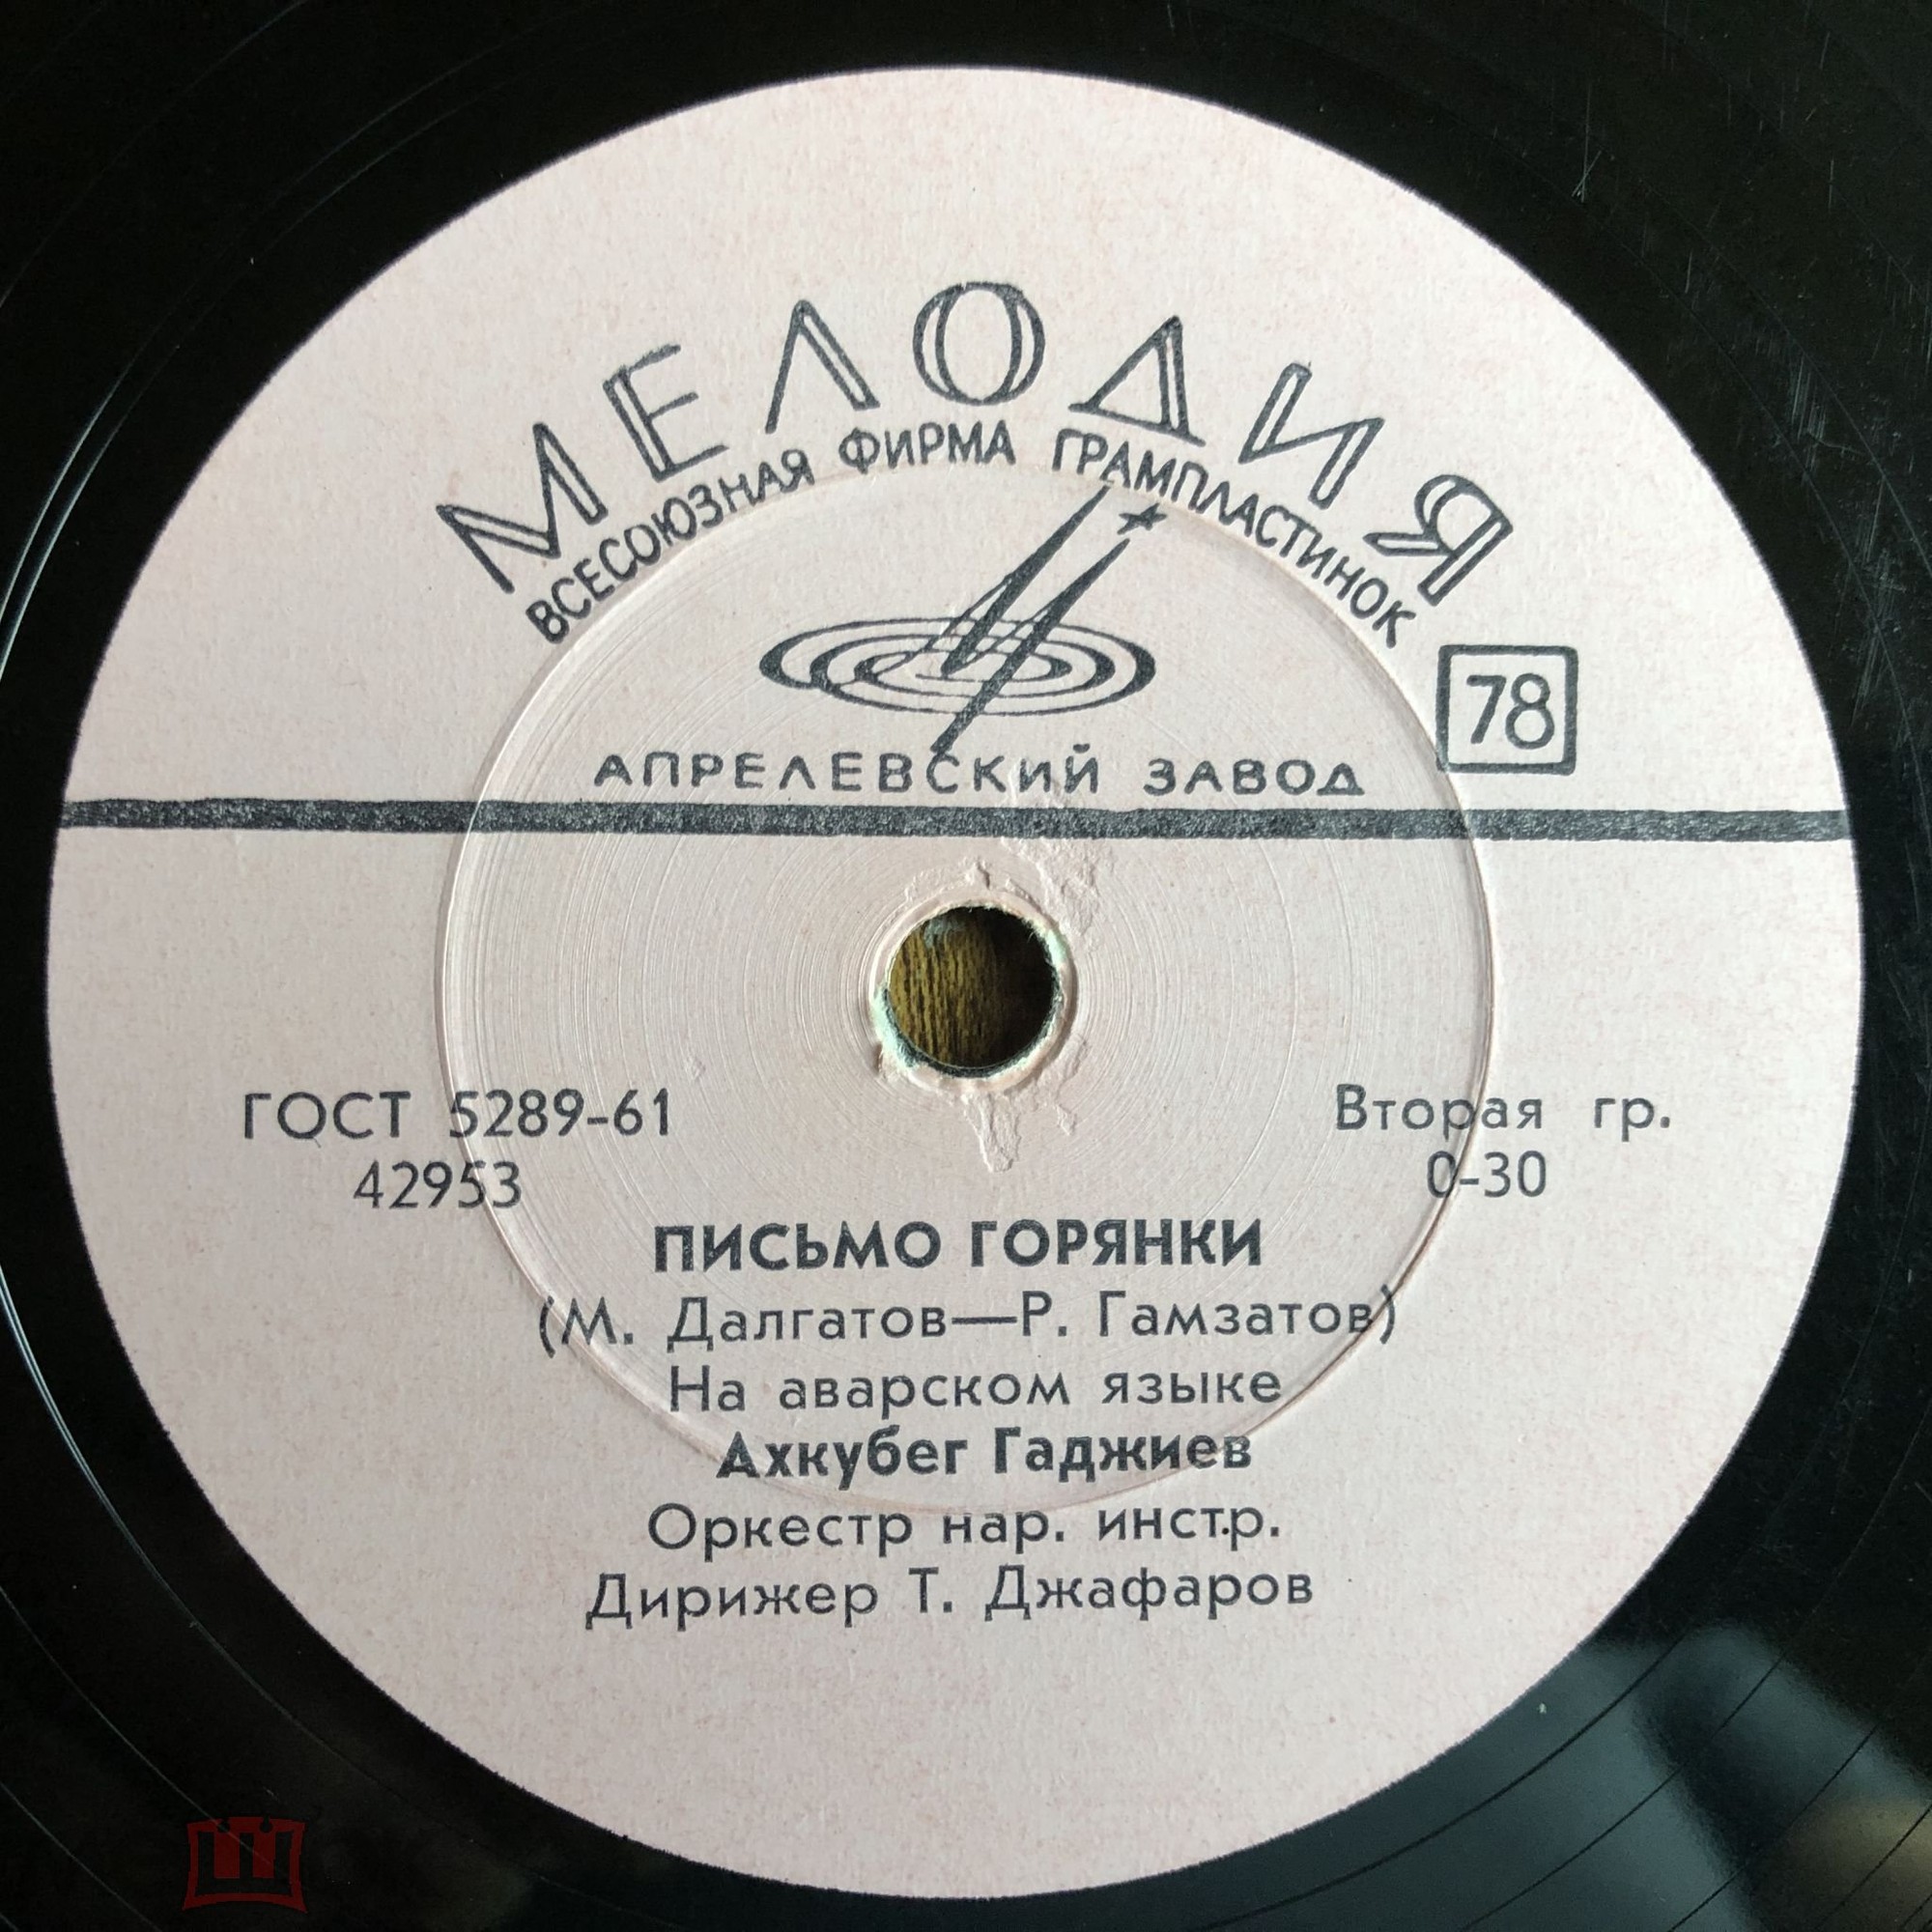 МЕЛОДИЯ
ВСЕСОЮЗНАЯ ФИРМА ГРАМПЛАСТИНОК
78
АПРЕЛЕВСКИЙ ЗАВОД
ГОСТ 5289-61
Вторая гр.
42953
0-30
ПИСЬМО ГОРЯНКИ
(М. Далгатов—Р. Гамзатов)
На аварском языке
Ахкубег Гаджиев
Оркестр нар. инстр.
Дирижер Т. Джафаров